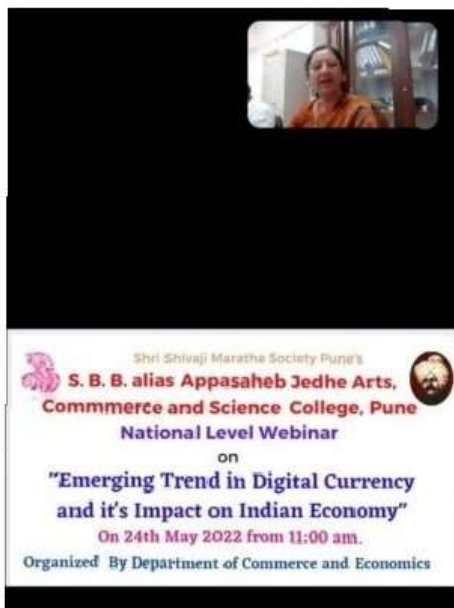 Shri Shivaji Maratha Society Pune's
S. B. B. alias Appasaheb Jedhe Arts,
Commmerce and Science College, Pune
National Level Webinar
on
"Emerging Trend in Digital Currency
and it's Impact on Indian Economy"
On 24th May 2022 from 11:00 am.
Organized By Department of Commerce and Economics